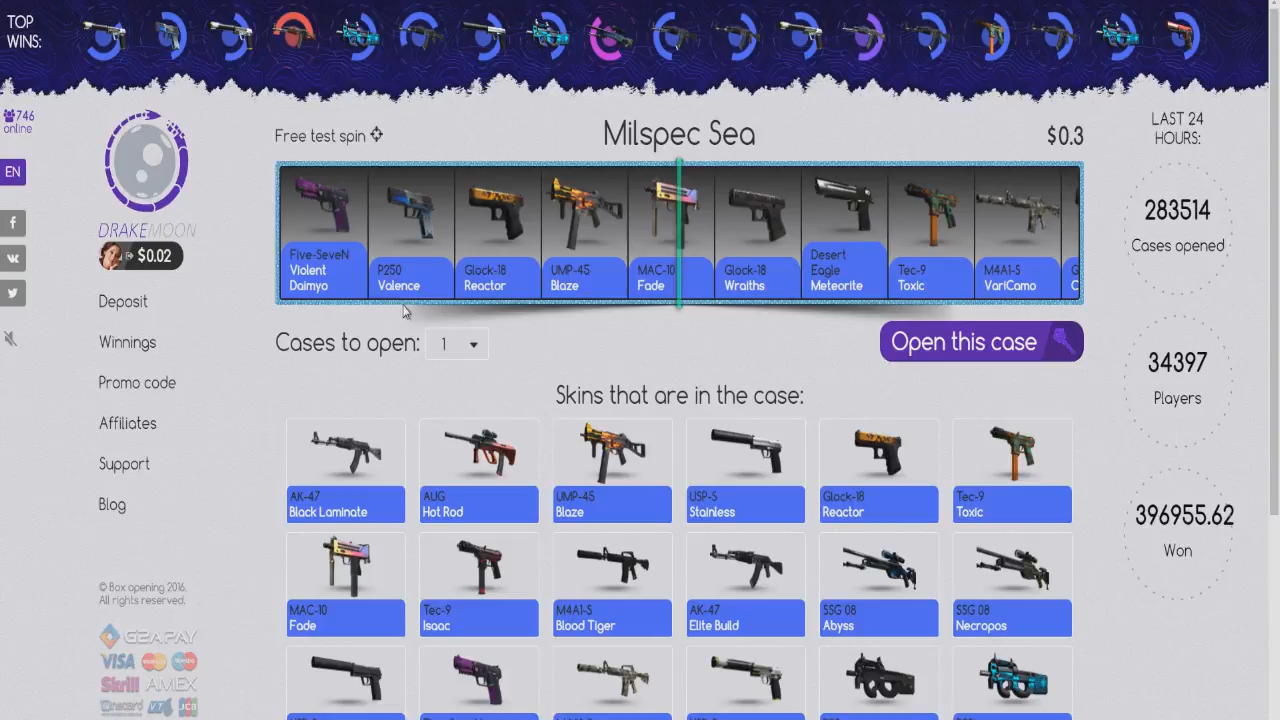 TOP
WINS:
746
online
EN
DRAKEMOON
$0.02
Deposit
Winnings
Promo code
Affiliates
Support
Blog
© Box opening 2016.
All rights reserved.
G2A PAY
VISA
Skrill AMEX
JCB
Free test spin
Milspec Sea
$0.3
Five-SeveN
Violent
Daimyo
P250
Valence
Glock-18
Reactor
UMP-45
Blaze
MAC-10
Fade
Glock-18
Wraiths
Desert
Eagle
Meteorite
Tec-9
Toxic
M4A1-S
VariCamo
G
C
Cases to open: 1
Open this case
Skins that are in the case:
AK-47
Black Laminate
AUG
Hot Rod
UMP-45
Blaze
USP-S
Stainless
Glock-18
Reactor
Tec-9
Toxic
MAC-10
Fade
Tec-9
Isaac
M4A1-S
Blood Tiger
AK-47
Elite Build
SSG 08
Abyss
SSG 08
Necropos
LAST 24
HOURS:
283514
Cases opened
34397
Players
396955.62
Won